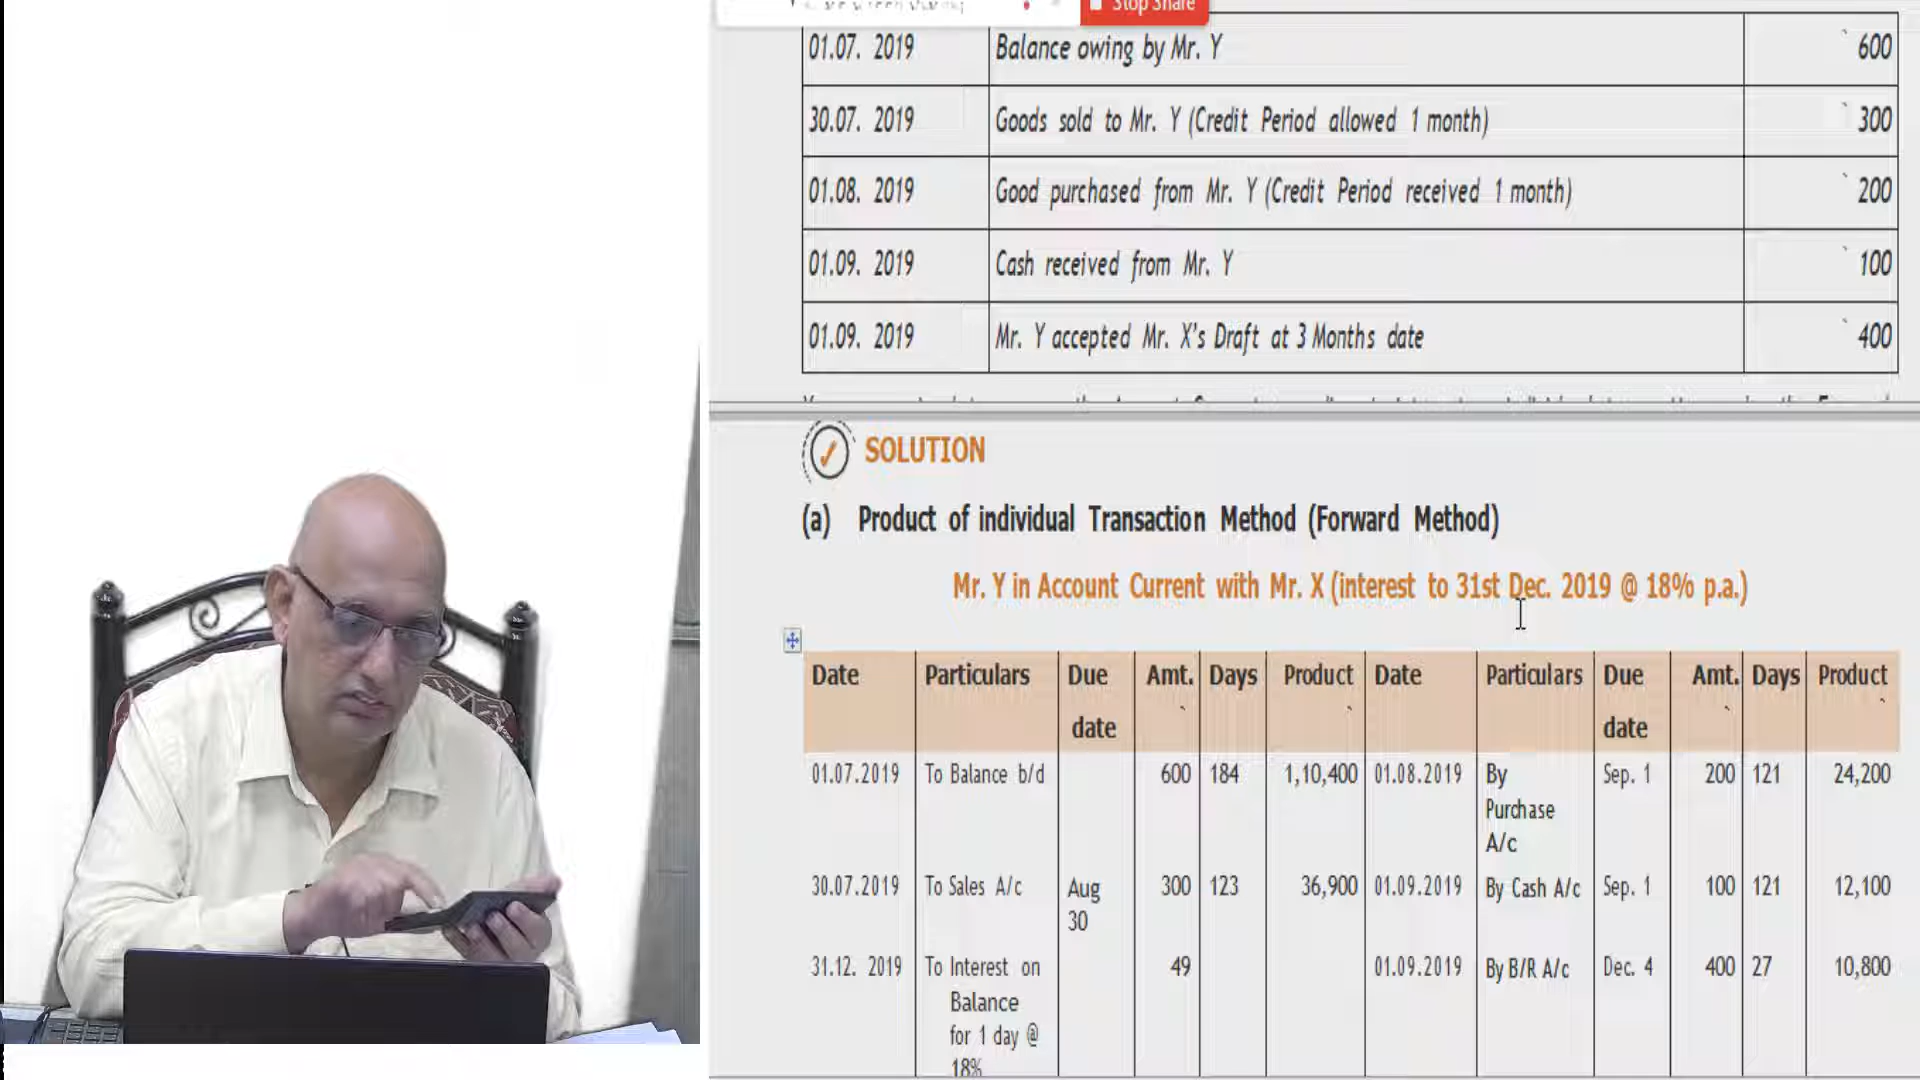 Stop Share
01.07. 2019 Balance owing by Mr. Y ` 600
30.07. 2019 Goods sold to Mr. Y (Credit Period allowed 1 month) ` 300
01.08. 2019 Good purchased from Mr. Y (Credit Period received 1 month) ` 200
01.09. 2019 Cash received from Mr. Y ` 100
01.09. 2019 Mr. Y accepted Mr. X's Draft at 3 Months date ` 400
SOLUTION
(a) Product of individual Transaction Method (Forward Method)
Mr. Y in Account Current with Mr. X (interest to 31st Dec. 2019 @ 18% p.a.)
Date Particulars Due Amt. Days Product Date Particulars Due Amt. Days Product
date ` ` date ` `
01.07.2019 To Balance b/d 600 184 1,10,400 01.08.2019 By Sep. 1 200 121 24,200
Purchase
A/c
30.07.2019 To Sales A/c Aug 300 123 36,900 01.09.2019 By Cash A/c Sep. 1 100 121 12,100
30
31.12. 2019 To Interest on 49 01.09.2019 By B/R A/c Dec. 4 400 27 10,800
Balance
for 1 day @
18%